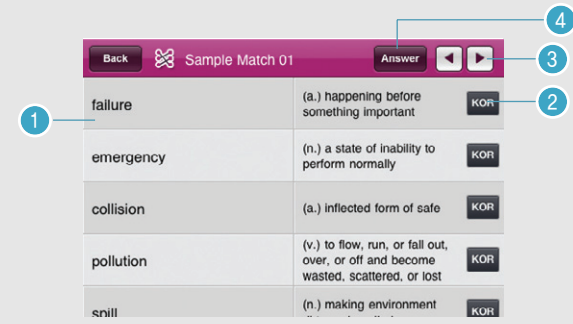 4
Back Sample Match 01 Answer
3
failure
(a.) happening before
something important
KOR
2
1
emergency
(n.) a state of inability to
perform normally
KOR
collision
(a.) inflected form of safe
KOR
pollution
(v.) to flow, run, or fall out,
over, or off and become
wasted, scattered, or lost
KOR
spill
(n.) making environment
KOR